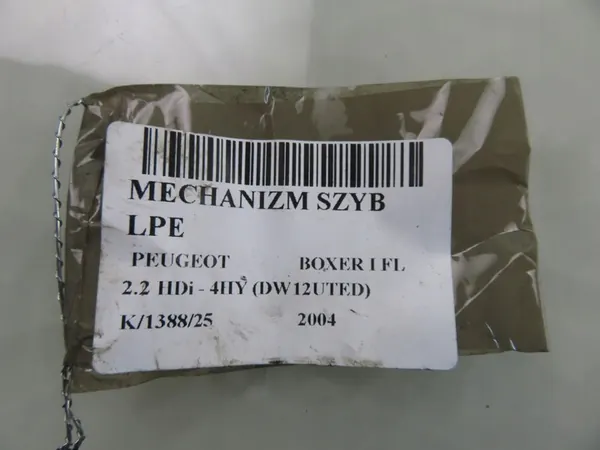 MECHANIZM SZYB
LPE
PEUGEOT BOXER I FL
2.2 HDi - 4HY (DW12UTED)
K/1388/25 2004